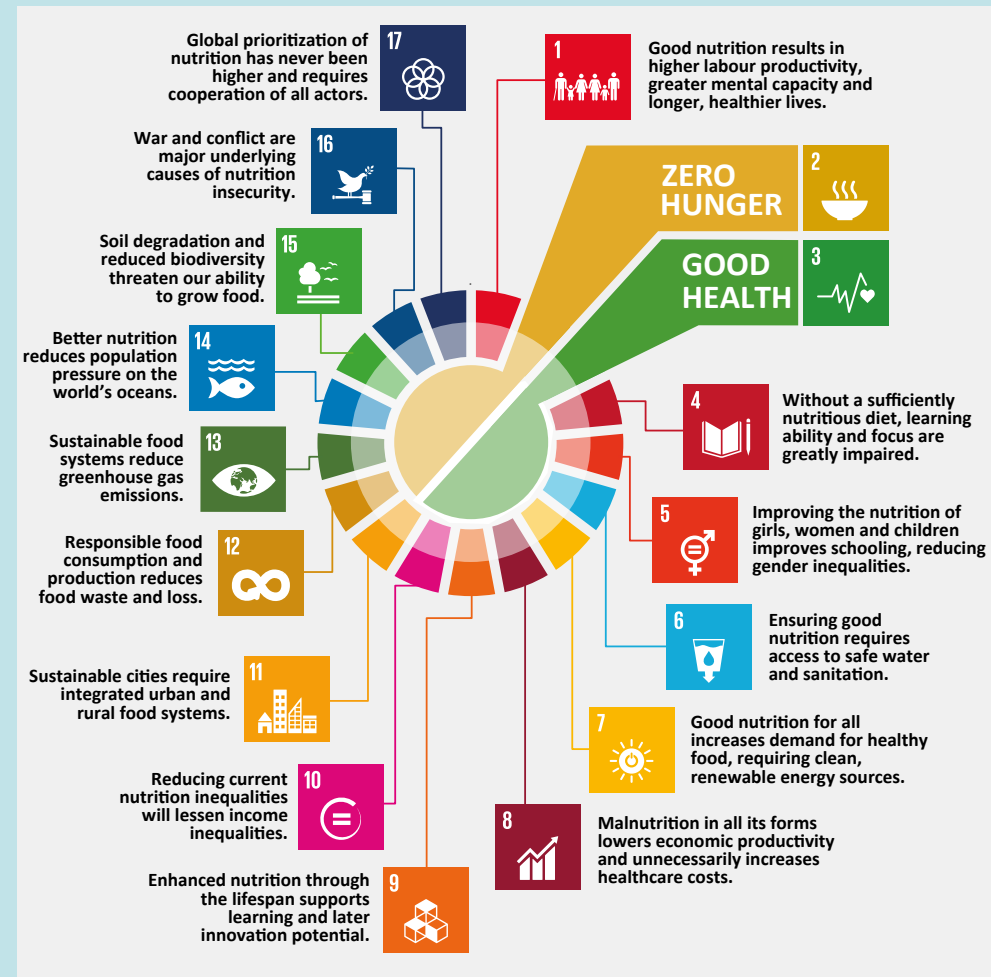 1
Good nutrition results in
higher labour productivity,
greater mental capacity and
longer, healthier lives.
ZERO
HUNGER
2
GOOD
HEALTH
3
4
Without a sufficiently
nutritious diet, learning
ability and focus are
greatly impaired.
5
Improving the nutrition of
girls, women and children
improves schooling, reducing
gender inequalities.
6
Ensuring good
nutrition requires
access to safe water
and sanitation.
7
Good nutrition for all
increases demand for healthy
food, requiring clean,
renewable energy sources.
8
Malnutrition in all its forms
lowers economic productivity
and unnecessarily increases
healthcare costs.
9
Enhanced nutrition through
the lifespan supports
learning and later
innovation potential.
10
Reducing current
nutrition inequalities
will lessen income
inequalities.
11
Sustainable cities require
integrated urban and
rural food systems.
12
Responsible food
consumption and
production reduces
food waste and loss.
13
Sustainable food
systems reduce
greenhouse gas
emissions.
14
Better nutrition
reduces population
pressure on the
world's oceans.
15
Soil degradation and
reduced biodiversity
threaten our ability
to grow food.
16
War and conflict are
major underlying
causes of nutrition
insecurity.
17
Global prioritization of
nutrition has never been
higher and requires
cooperation of all actors.